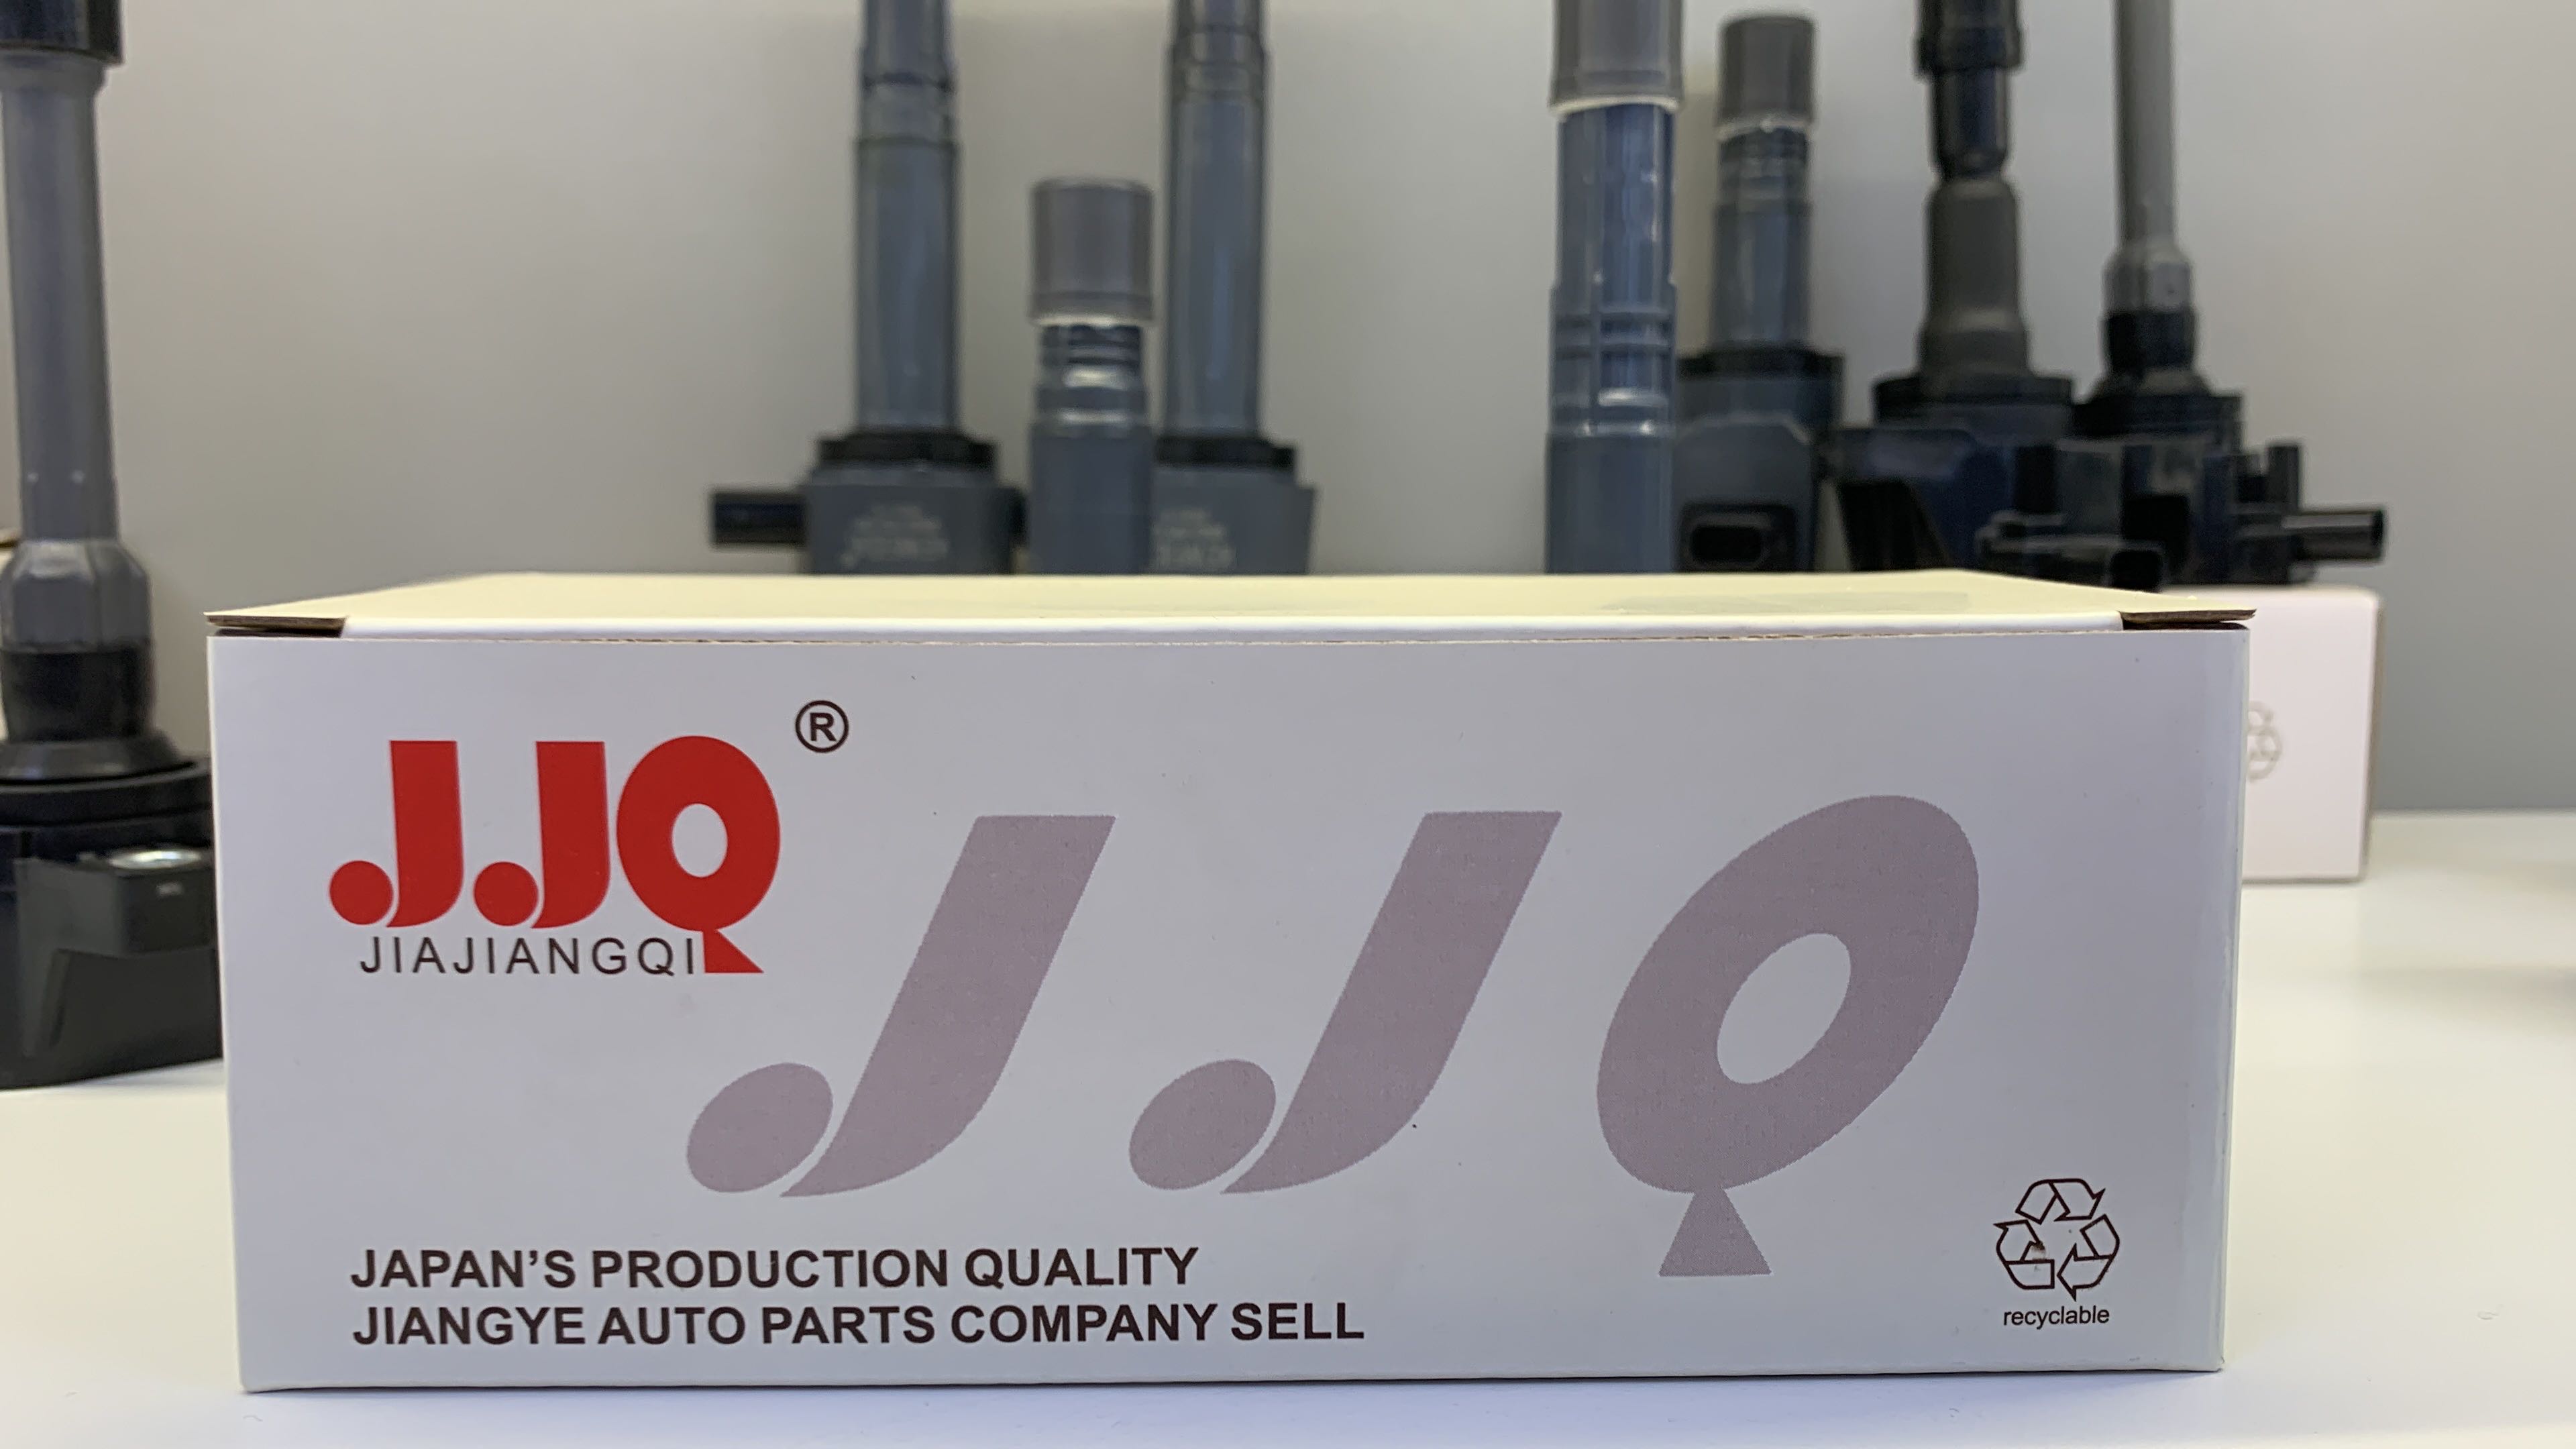 JJQ ®
JIAJIANGQI
JJQ
JAPAN'S PRODUCTION QUALITY
JIANGYE AUTO PARTS COMPANY SELL
recyclable